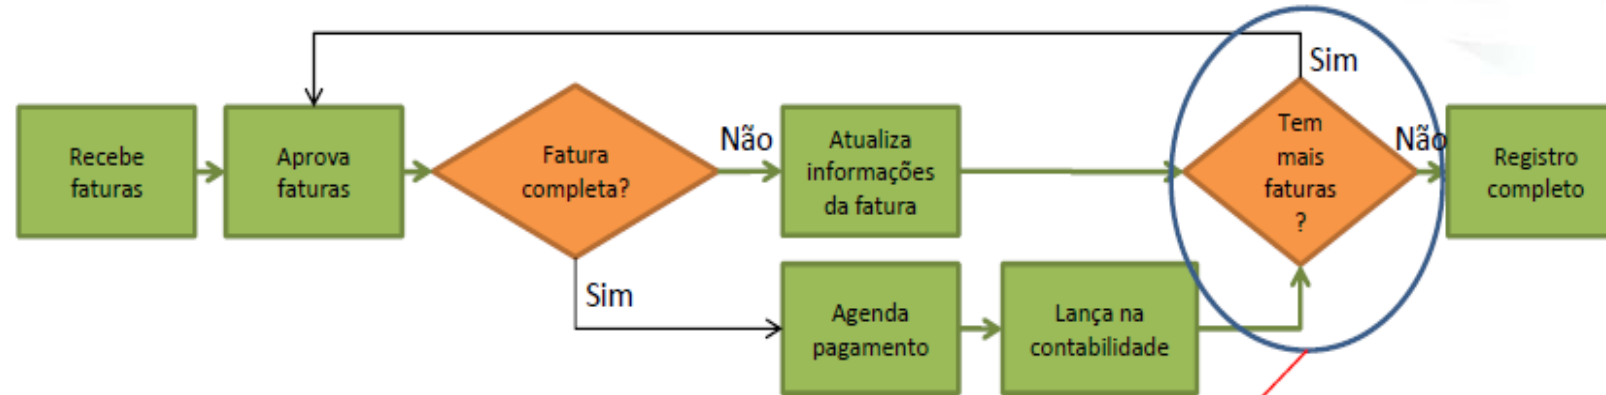 Recebe
faturas
Aprova
faturas
Fatura
completa?
Não
Atualiza
informações
da fatura
Sim
Agenda
pagamento
Lança na
contabilidade
Tem
mais
faturas
?
Sim
Não
Registro
completo